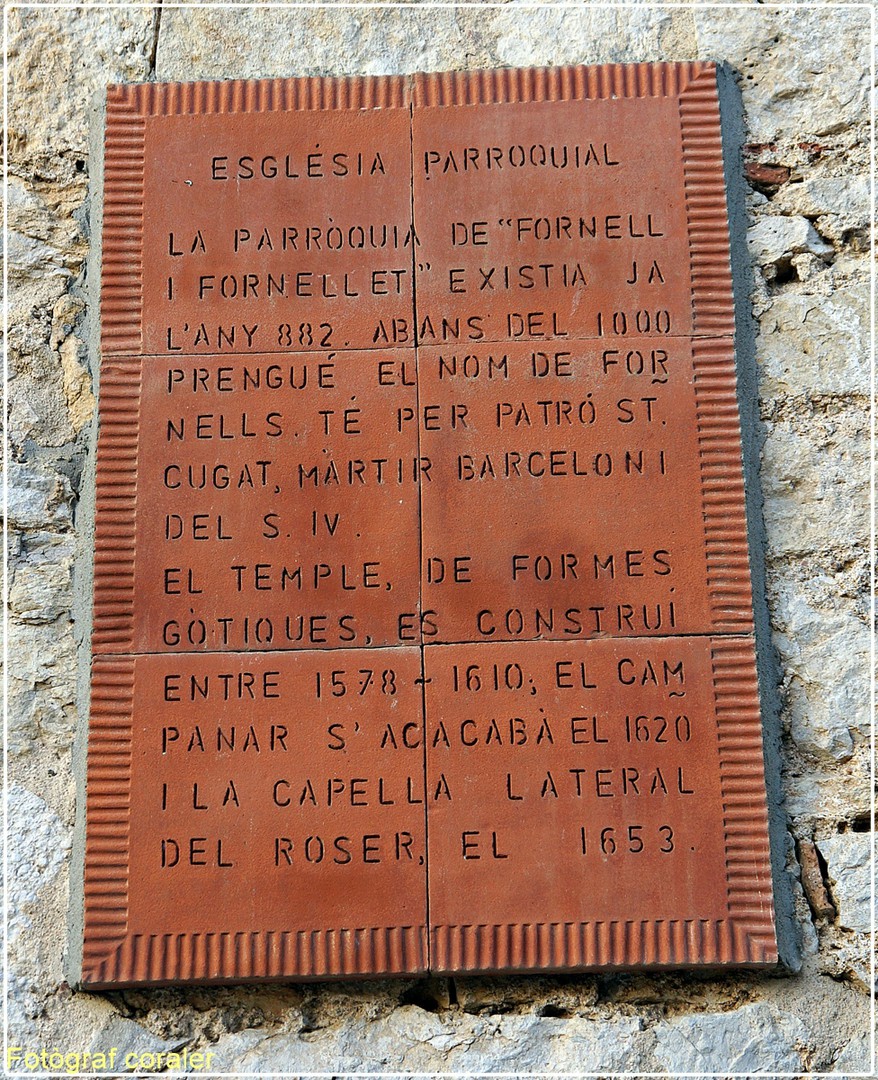 ESGLÉSIA PARROQUIAL
LA PARRÒQUIA DE "FORNELL
I FORNELLET" EXISTIA JA
L'ANY 882. ABANS DEL 1000
PRENGUÉ EL NOM DE FOR
NELLS. TÉ PER PATRÓ ST.
CUGAT, MÀRTIR BARCELONI
DEL S. IV.
EL TEMPLE, DE FORMES
GÒTIQUES, ES CONSTRUÍ
ENTRE 1578-1610; EL CAM
PANAR S'ACACABÀ EL 1620
I LA CAPELLA LATERAL
DEL ROSER, EL 1653.
Fotograf coraler